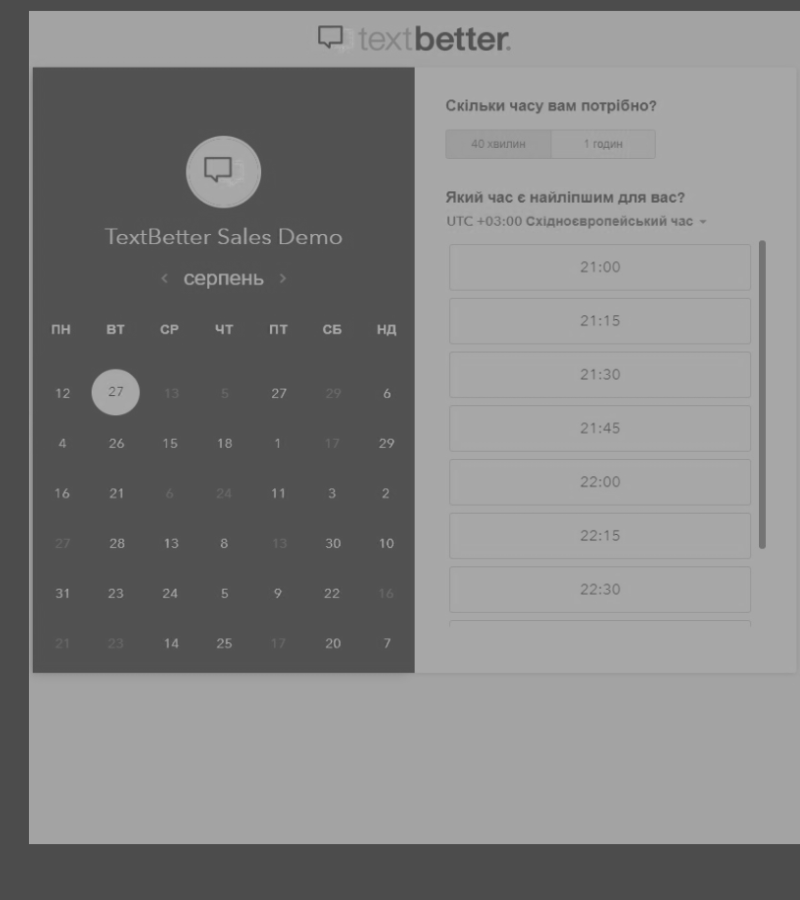 textbetter.
TextBetter Sales Demo
< серпень >
ПН ВТ СР ЧТ ПТ СБ НД
12 27 13 5 27 29 6
4 26 15 18 1 17 29
16 21 6 24 11 3 2
27 28 13 8 13 30 10
31 23 24 5 9 22 16
21 23 14 25 17 20 7
Скільки часу вам потрібно?
40 хвилин 1 годин
Який час є найліпшим для вас?
UTC +03:00 Східноєвропейський час
21:00
21:15
21:30
21:45
22:00
22:15
22:30